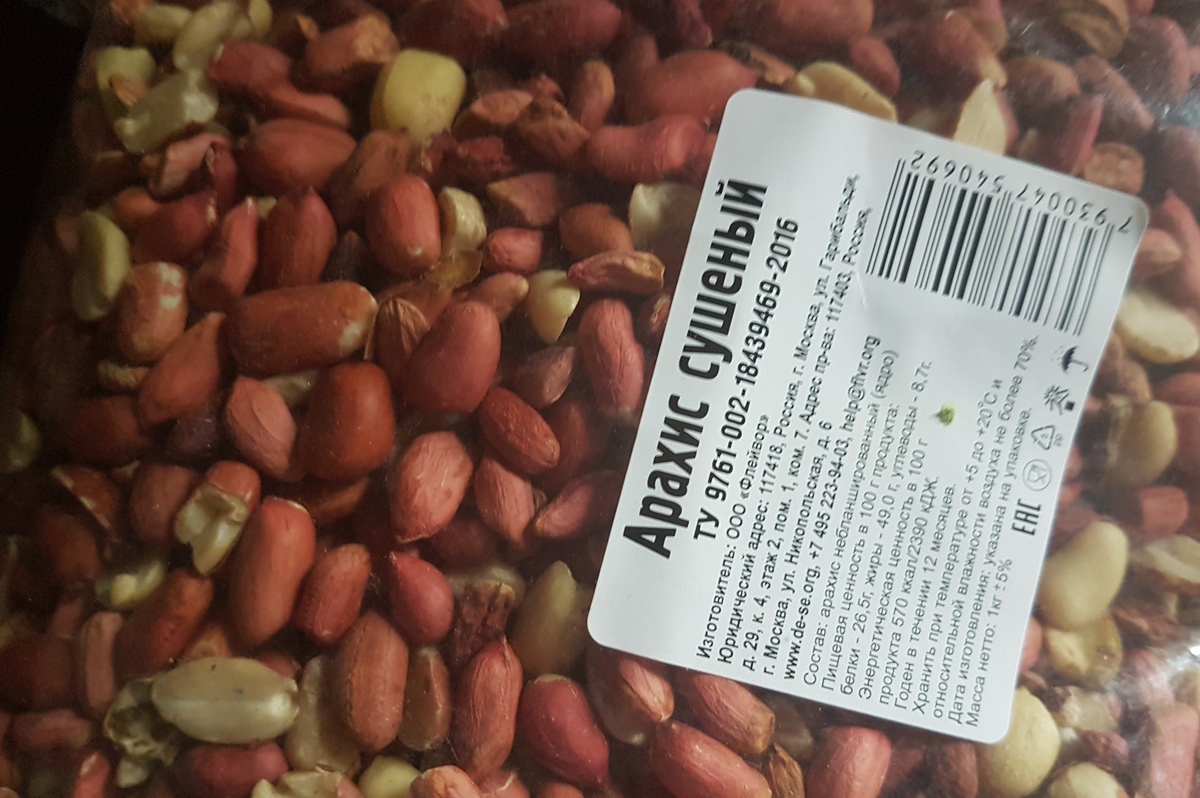 Арахис сушеный
ТУ 9761-002-18439469-2016
Изготовитель: ООО «Флейвор»
Юридический адрес: 117418, Россия, г. Москва, ул. Гарибальди,
д. 29, к. 4, этаж 2, пом. 1, ком. 7. Адрес пр-ва: 117403, Россия,
г. Москва, ул. Никопольская, д. 6
www.de-se.org, +7 495 223-94-03, help@flvr.org
Состав: арахис небланшированный (ядро)
Пищевая ценность в 100 г продукта:
белки - 26,5г, жиры - 49,0 г, углеводы - 8,7г.
Энергетическая ценность в 100 г
продукта 570 ккал/2390 кДЖ.
Годен в течении 12 месяцев.
Хранить при температуре от +5 до +20°С, и
относительной влажности воздуха не более 70%.
Дата изготовления: указана на упаковке.
Масса нетто: 1кг ±5%
EAC
PP
7 930047 540692